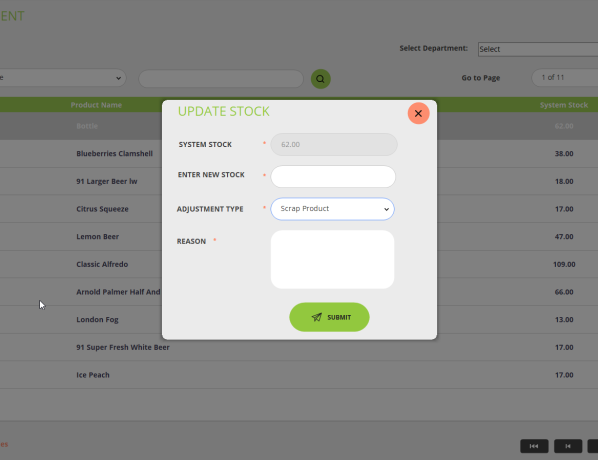 ENT
Select Department: Select
e
Go to Page 1 of 11
Product Name System Stock
Bottle 62.00
Blueberries Clamshell 38.00
91 Larger Beer lw 18.00
Citrus Squeeze 17.00
Lemon Beer 47.00
Classic Alfredo 109.00
Arnold Palmer Half And 66.00
London Fog 13.00
91 Super Fresh White Beer 17.00
Ice Peach 17.00
es
UPDATE STOCK
SYSTEM STOCK * 62.00
ENTER NEW STOCK *
ADJUSTMENT TYPE * Scrap Product
REASON *
SUBMIT